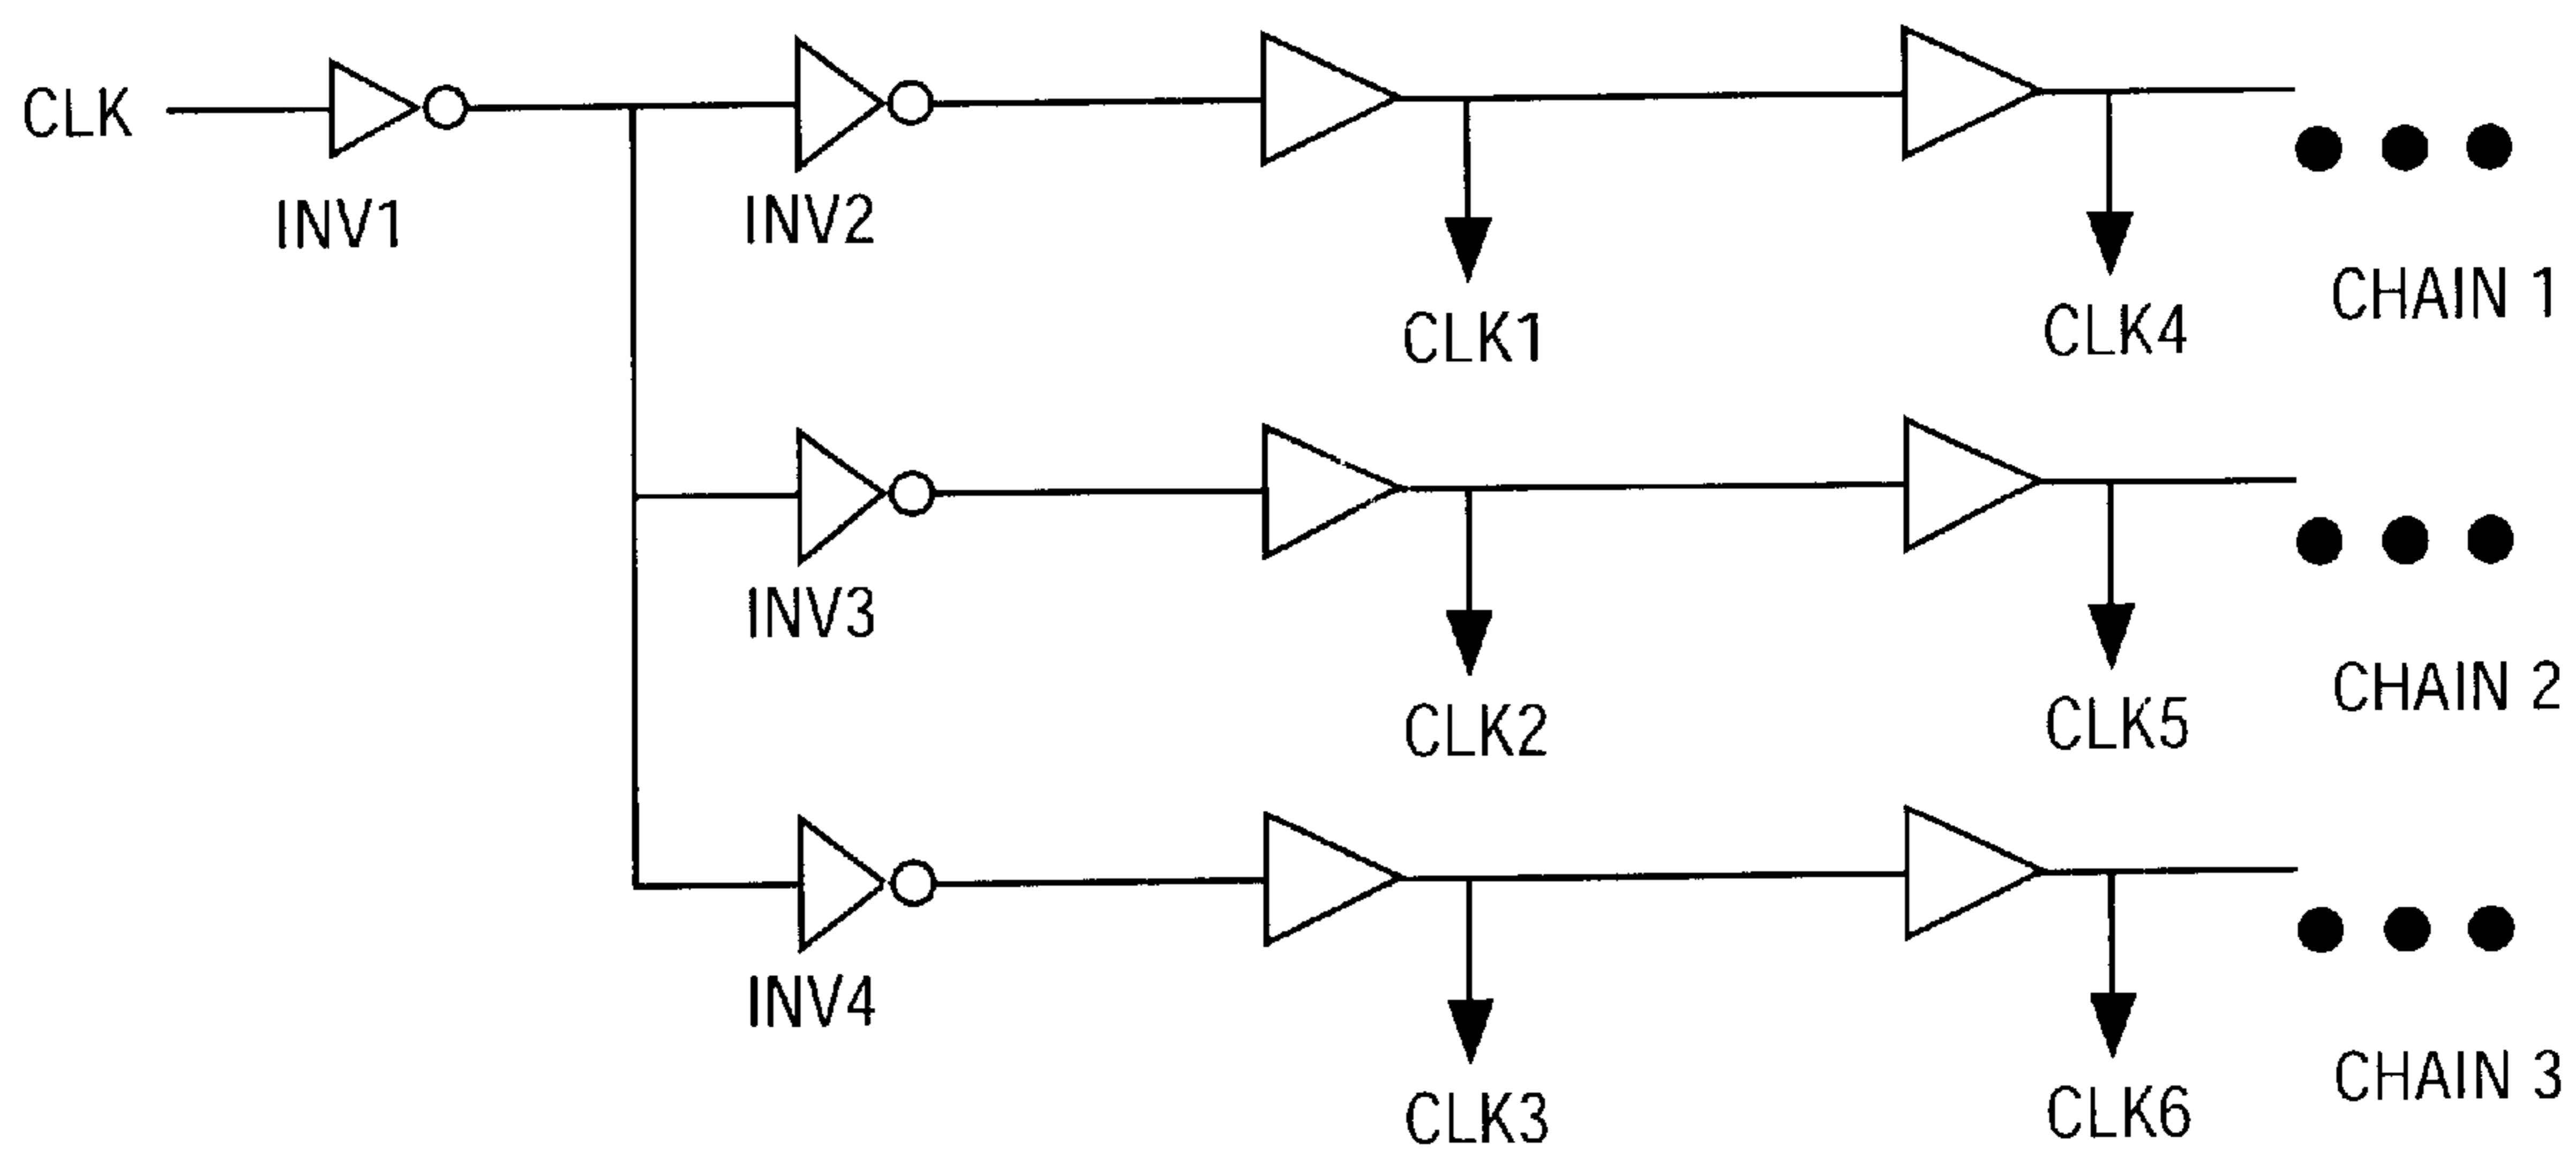 CLK
INV1
INV2
CLK1
CLK4
CHAIN 1
INV3
CLK2
CLK5
CHAIN 2
INV4
CLK3
CLK6
CHAIN 3